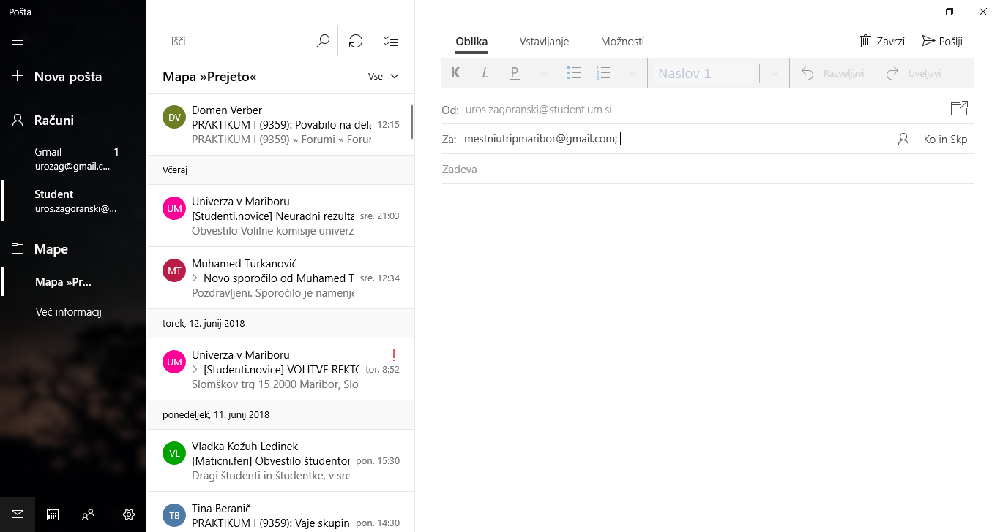 Pošta
Nova pošta
Računi
Gmail 1
urozag@gmail.c...
Student
uros.zagoranski@...
Mape
Mapa »Pr...
Več informacij
Išči
Mapa »Prejeto«
Vse
DV
Domen Verber
PRAKTIKUM I (9359): Povabilo na dela 12:15
PRAKTIKUM I (9359) » Forumi » Forur
Včeraj
UM
Univerza v Mariboru
[Studenti.novice] Neuradni rezulta sre. 21:03
Obvestilo Volilne komisije univerz
MT
Muhamed Turkanović
Novo sporočilo od Muhamed T sre. 12:34
Pozdravljeni. Sporočilo je namenje
torek, 12. junij 2018
UM
Univerza v Mariboru
[Studenti.novice] VOLITVE REKTO tor. 8:52
Slomškov trg 15 2000 Maribor, Slov
ponedeljek, 11. junij 2018
VL
Vladka Kožuh Ledinek
[Maticni.feri] Obvestilo študentom pon. 15:30
Dragi študenti in študentke, v sre
TB
Tina Beranič
PRAKTIKUM I (9359): Vaje skupin pon. 14:30
Oblika Vstavljanje Možnosti Zavrzi Pošlji
K L P Naslov 1 Razveljavi Uveljavi
Od: uros.zagoranski@student.um.si
Za: mestniutripmaribor@gmail.com; Ko in Skp
Zadeva